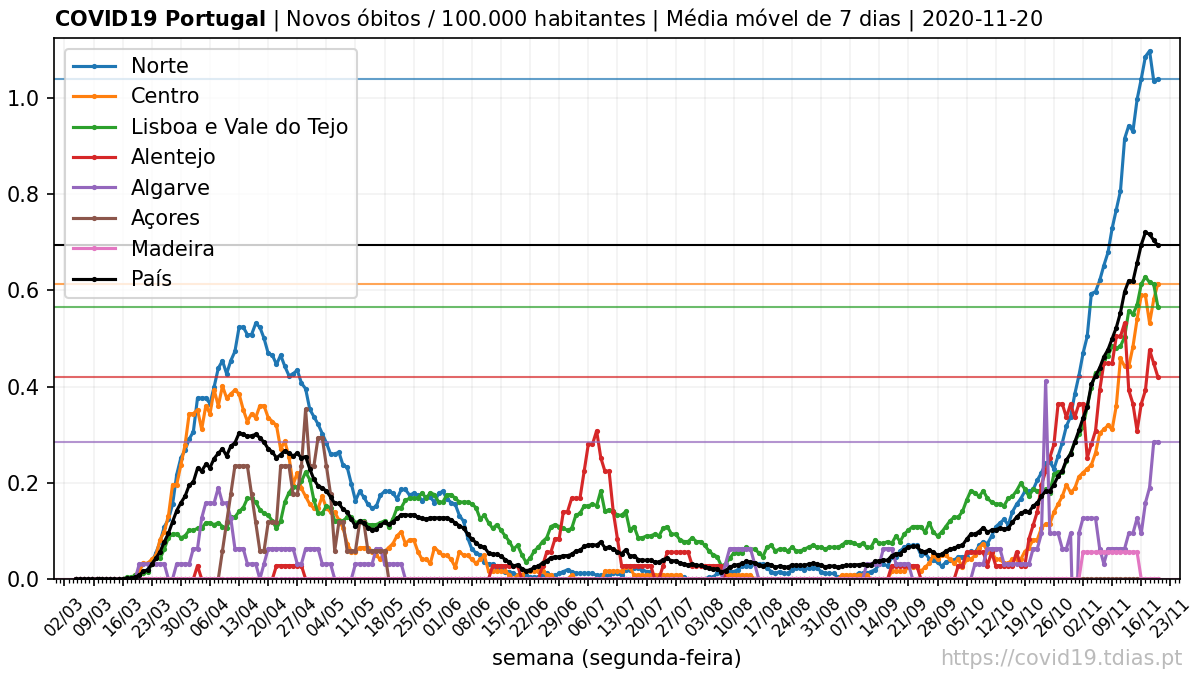 COVID19 Portugal | Novos óbitos / 100.000 habitantes | Média móvel de 7 dias | 2020-11-20
Norte
Centro
Lisboa e Vale do Tejo
Alentejo
Algarve
Açores
Madeira
País
1.0
0.8
0.6
0.4
0.2
0.0
02/03 09/03 16/03 23/03 30/03 06/04 13/04 20/04 27/04 04/05 11/05 18/05 25/05 01/06 08/06 15/06 22/06 29/06 06/07 13/07 20/07 27/07 03/08 10/08 17/08 24/08 31/08 07/09 14/09 21/09 28/09 05/10 12/10 19/10 26/10 02/11 09/11 16/11 23/11
semana (segunda-feira)
https://covid19.tdias.pt